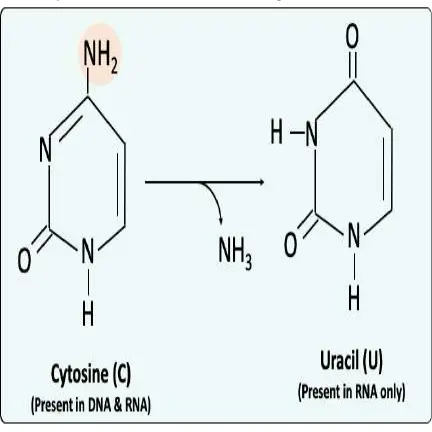 NH₂
N
O
N
H
NH₃
O
H –N
O
N
H
Cytosine (C)
(Present in DNA & RNA)
Uracil (U)
(Present in RNA only)